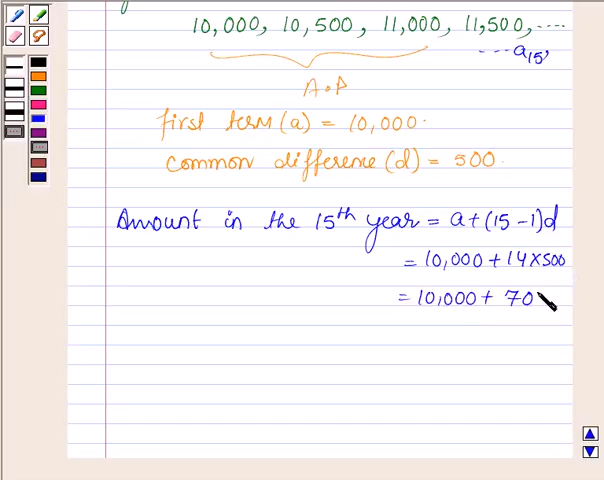 10,000, 10,500, 11,000, 11,500, ....
.... a15,
A.P
first term (a) = 10,000.
common difference (d) = 500.
Amount in the 15th year = a + (15 - 1)d
= 10,000 + 14 × 500
= 10,000 + 70